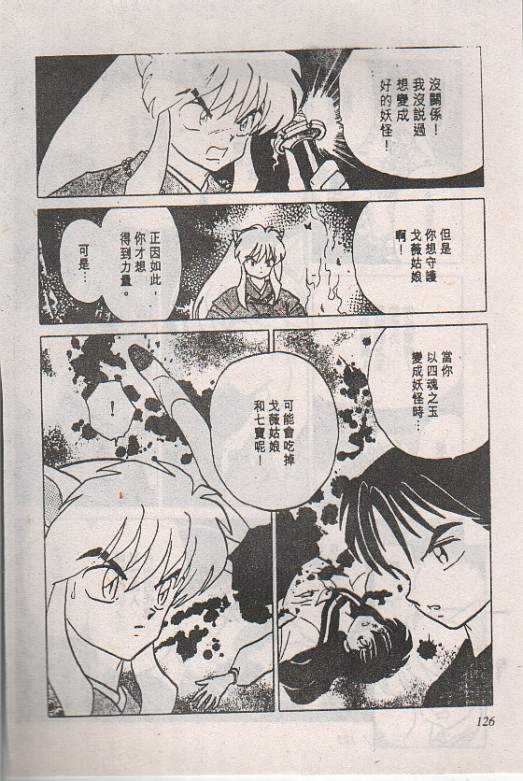 沒關係！
我沒説過
想變成
好的妖怪！
但是
你想守護
戈薇姑娘
啊！
正因如此，
你才想
得到力量。
可是…
當你
以四魂之玉
變成妖怪時…
可能會吃掉
戈薇姑娘
和七寶呢！
！
126